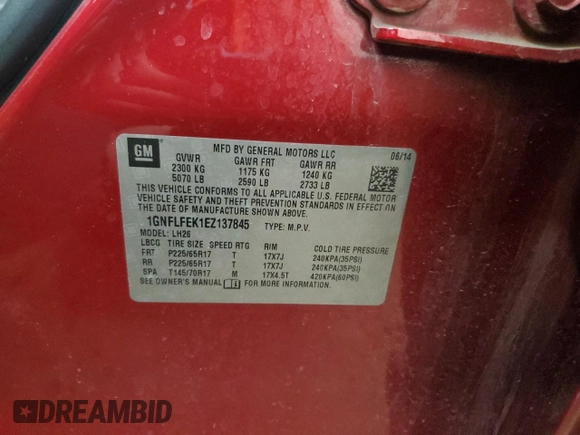 GM
MFD BY GENERAL MOTORS LLC
06/14
GVWR GAWR FRT GAWR RR
2300 KG 1175 KG 1240 KG
5070 LB 2590 LB 2733 LB
THIS VEHICLE CONFORMS TO ALL APPLICABLE U.S. FEDERAL MOTOR
VEHICLE SAFETY AND THEFT PREVENTION STANDARDS IN EFFECT ON
THE DATE OF MANUFACTURE SHOWN ABOVE.
1GNFLFEK1EZ137845 TYPE: M.P.V.
MODEL: LH26
LBCG TIRE SIZE SPEED RTG R/M COLD TIRE PRESSURE
FRT P225/65R17 T 17X7J 240KPA(35PSI)
RR P225/65R17 T 17X7J 240KPA(35PSI)
SPA T145/70R17 M 17X4.5T 420KPA(60PSI)
SEE OWNER'S MANUAL i FOR MORE INFORMATION.
DREAMBID